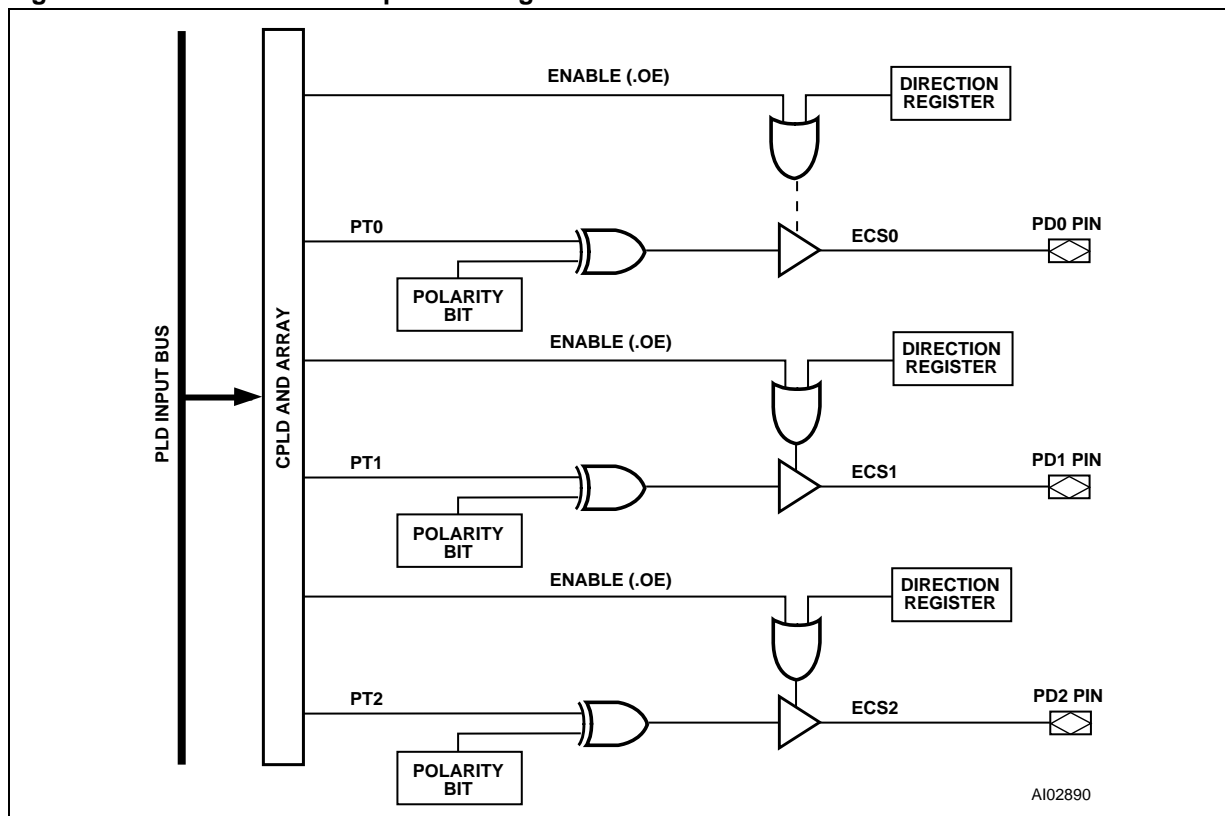 ENABLE (.OE)
DIRECTION
REGISTER
PT0
ECS0
PD0 PIN
POLARITY
BIT
PLD INPUT BUS
CPLD AND ARRAY
ENABLE (.OE)
DIRECTION
REGISTER
PT1
ECS1
PD1 PIN
POLARITY
BIT
ENABLE (.OE)
DIRECTION
REGISTER
PT2
ECS2
PD2 PIN
POLARITY
BIT
AI02890